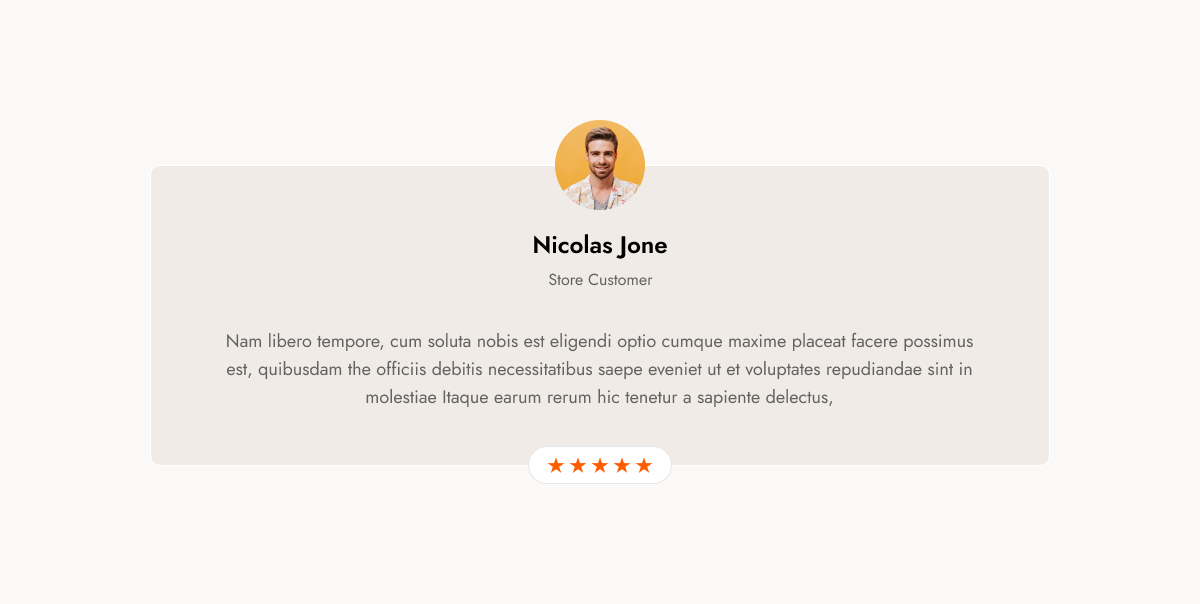 Nicolas Jone
Store Customer
Nam libero tempore, cum soluta nobis est eligendi optio cumque maxime placeat facere possimus
est, quibusdam the officiis debitis necessitatibus saepe eveniet ut et voluptates repudiandae sint in
molestiae Itaque earum rerum hic tenetur a sapiente delectus,